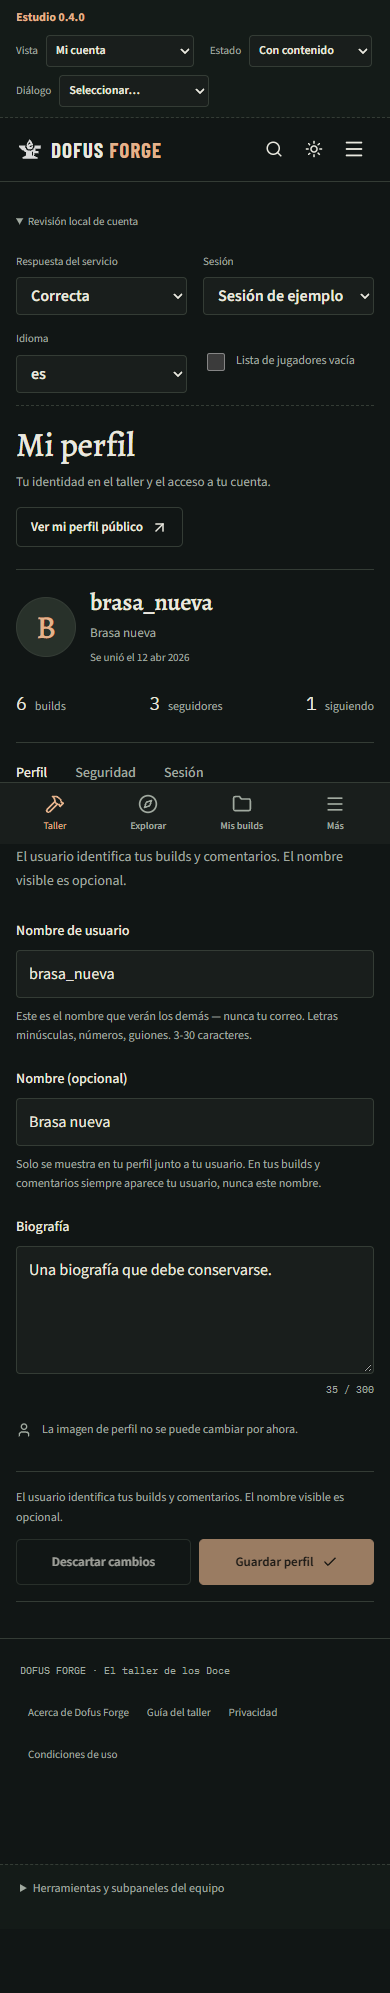 Estudio 0.4.0
Vista Mi cuenta Estado Con contenido
Diálogo Seleccionar...
DOFUS FORGE
▼ Revisión local de cuenta
Respuesta del servicio Sesión
Correcta Sesión de ejemplo
Idioma
es Lista de jugadores vacía
Mi perfil
Tu identidad en el taller y el acceso a tu cuenta.
Ver mi perfil público
B
brasa_nueva
Brasa nueva
Se unió el 12 abr 2026
6 builds 3 seguidores 1 siguiendo
Perfil Seguridad Sesión
Taller Explorar Mis builds Más
El usuario identifica tus builds y comentarios. El nombre
visible es opcional.
Nombre de usuario
brasa_nueva
Este es el nombre que verán los demás — nunca tu correo. Letras
minúsculas, números, guiones. 3-30 caracteres.
Nombre (opcional)
Brasa nueva
Solo se muestra en tu perfil junto a tu usuario. En tus builds y
comentarios siempre aparece tu usuario, nunca este nombre.
Biografía
Una biografía que debe conservarse.
35 / 300
La imagen de perfil no se puede cambiar por ahora.
El usuario identifica tus builds y comentarios. El nombre visible es
opcional.
Descartar cambios Guardar perfil
DOFUS FORGE · El taller de los Doce
Acerca de Dofus Forge Guía del taller Privacidad
Condiciones de uso
▶ Herramientas y subpaneles del equipo